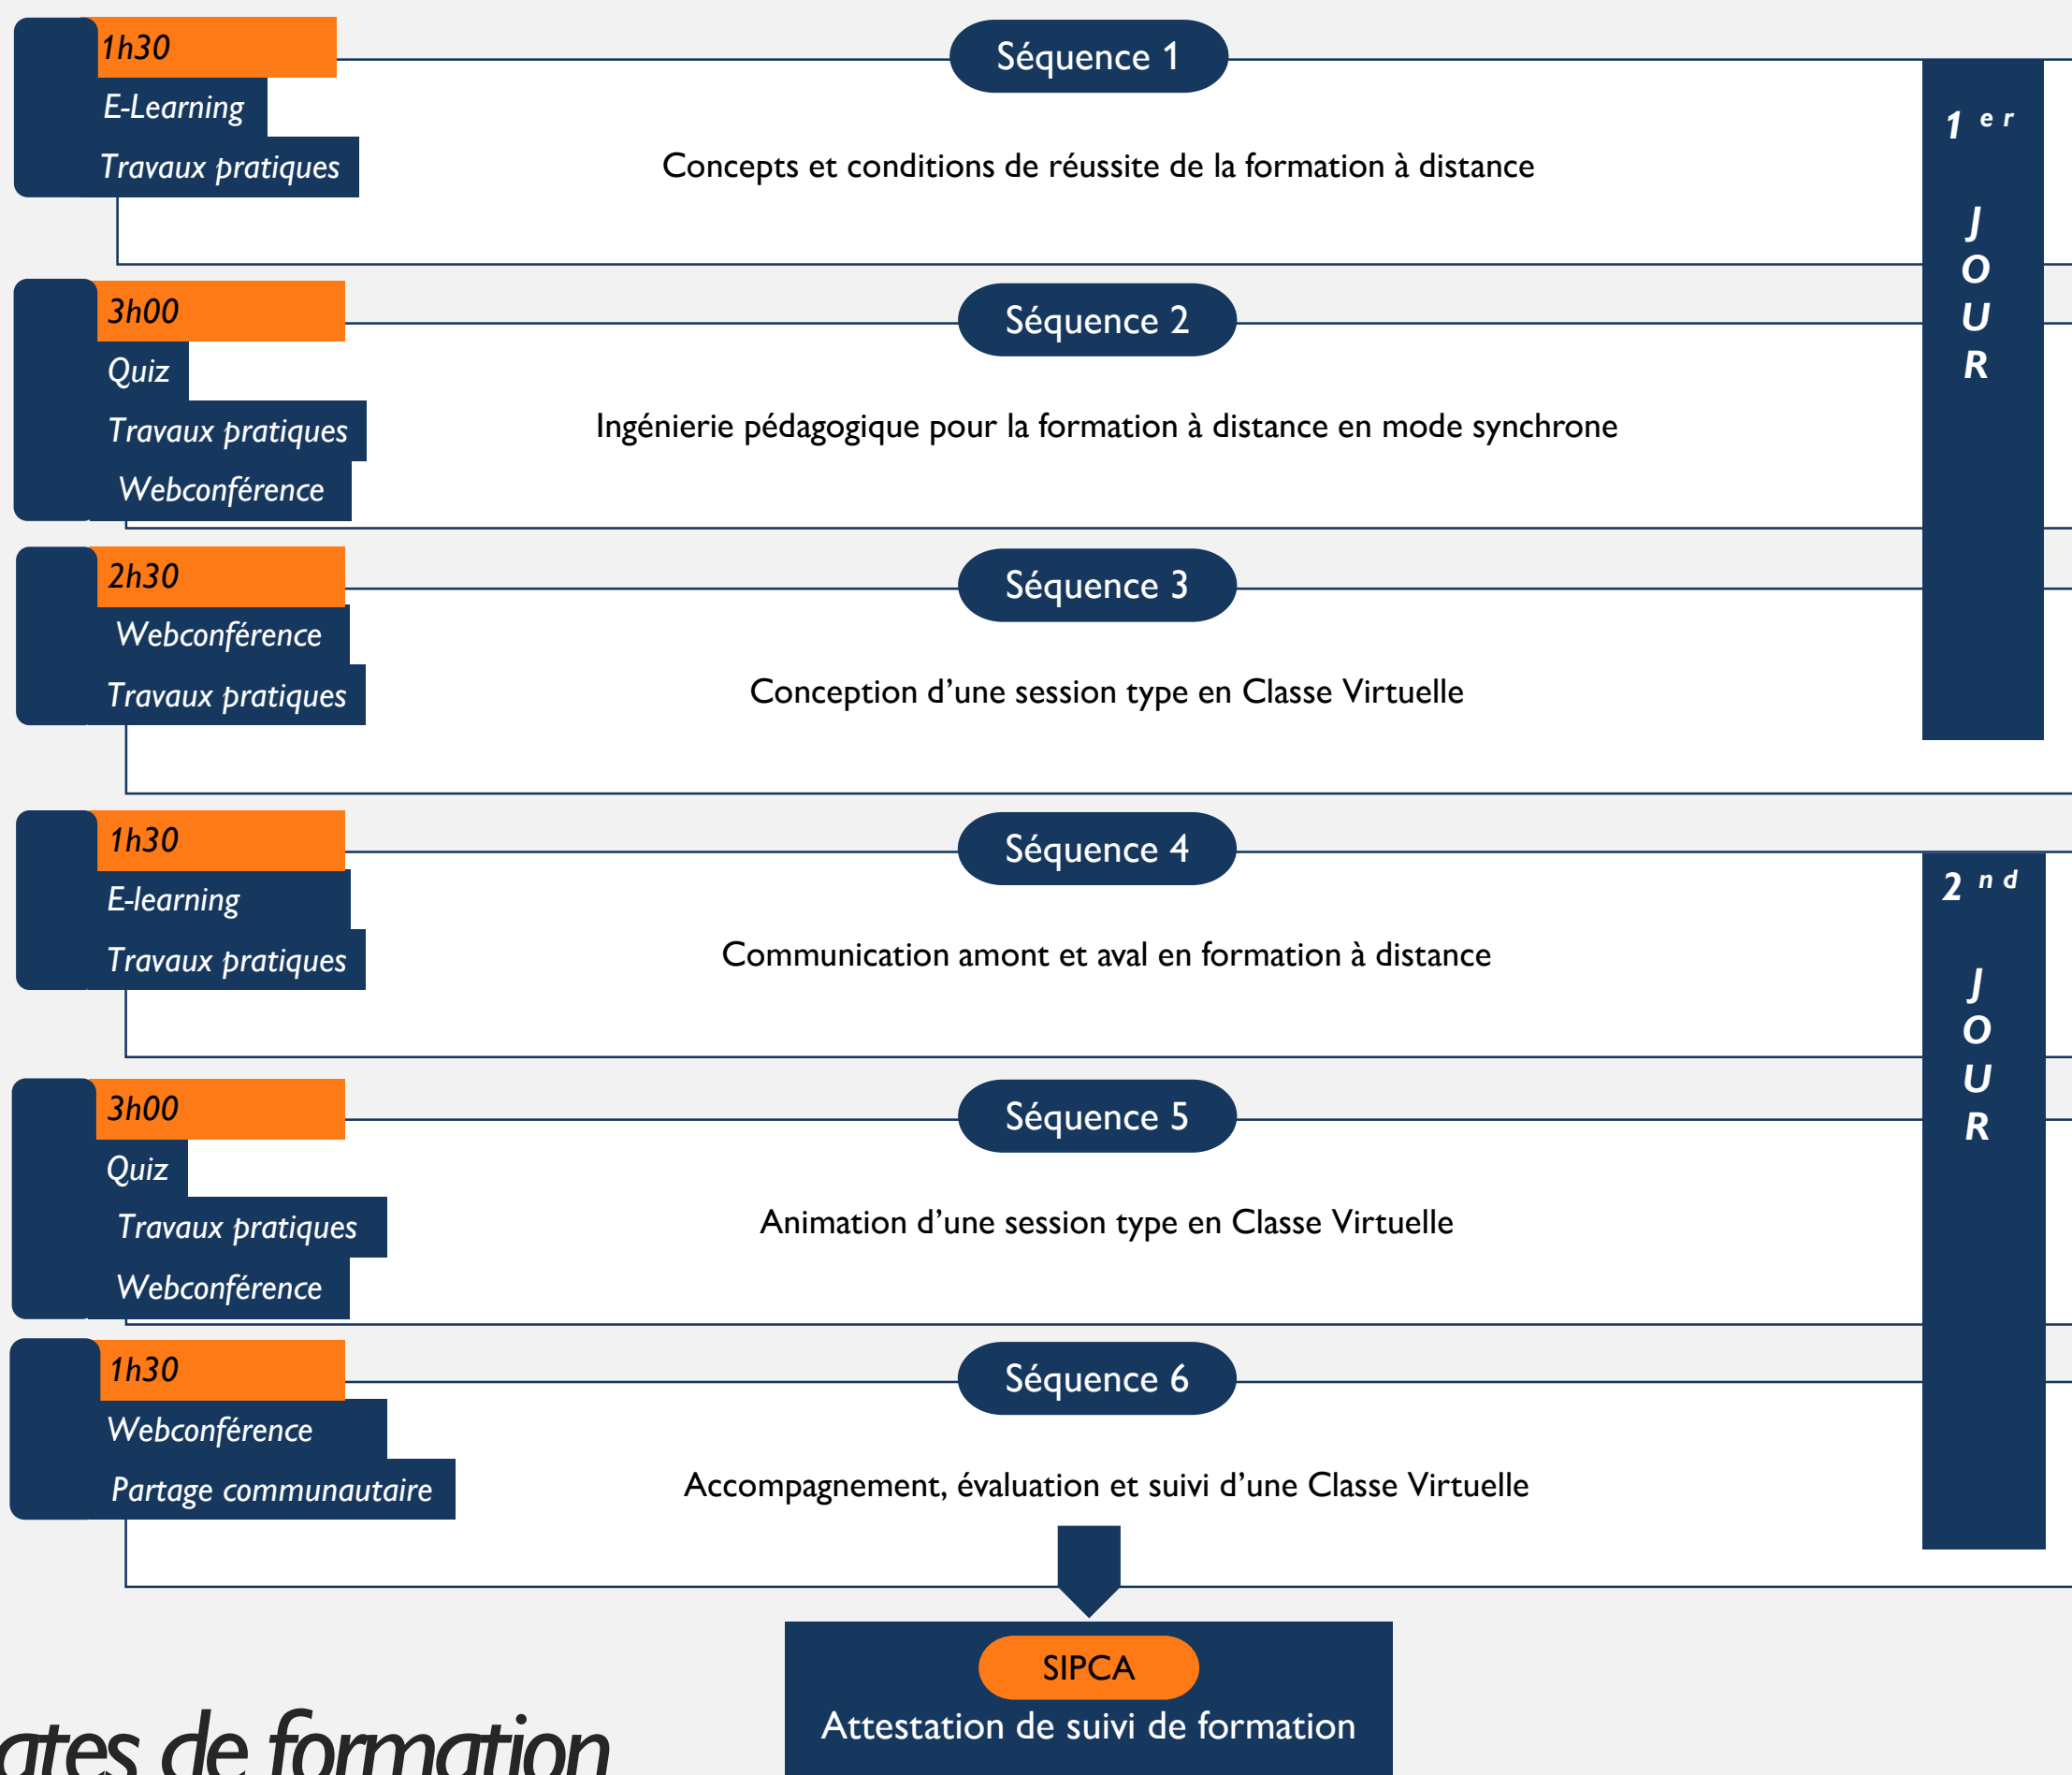 1h30
E-Learning
Travaux pratiques
Séquence 1
Concepts et conditions de réussite de la formation à distance
1er
JOUR
3h00
Quiz
Travaux pratiques
Webconférence
Séquence 2
Ingénierie pédagogique pour la formation à distance en mode synchrone
2h30
Webconférence
Travaux pratiques
Séquence 3
Conception d’une session type en Classe Virtuelle
1h30
E-learning
Travaux pratiques
Séquence 4
Communication amont et aval en formation à distance
2nd
JOUR
3h00
Quiz
Travaux pratiques
Webconférence
Séquence 5
Animation d’une session type en Classe Virtuelle
1h30
Webconférence
Partage communautaire
Séquence 6
Accompagnement, évaluation et suivi d’une Classe Virtuelle
SIPCA
Attestation de suivi de formation
de formation